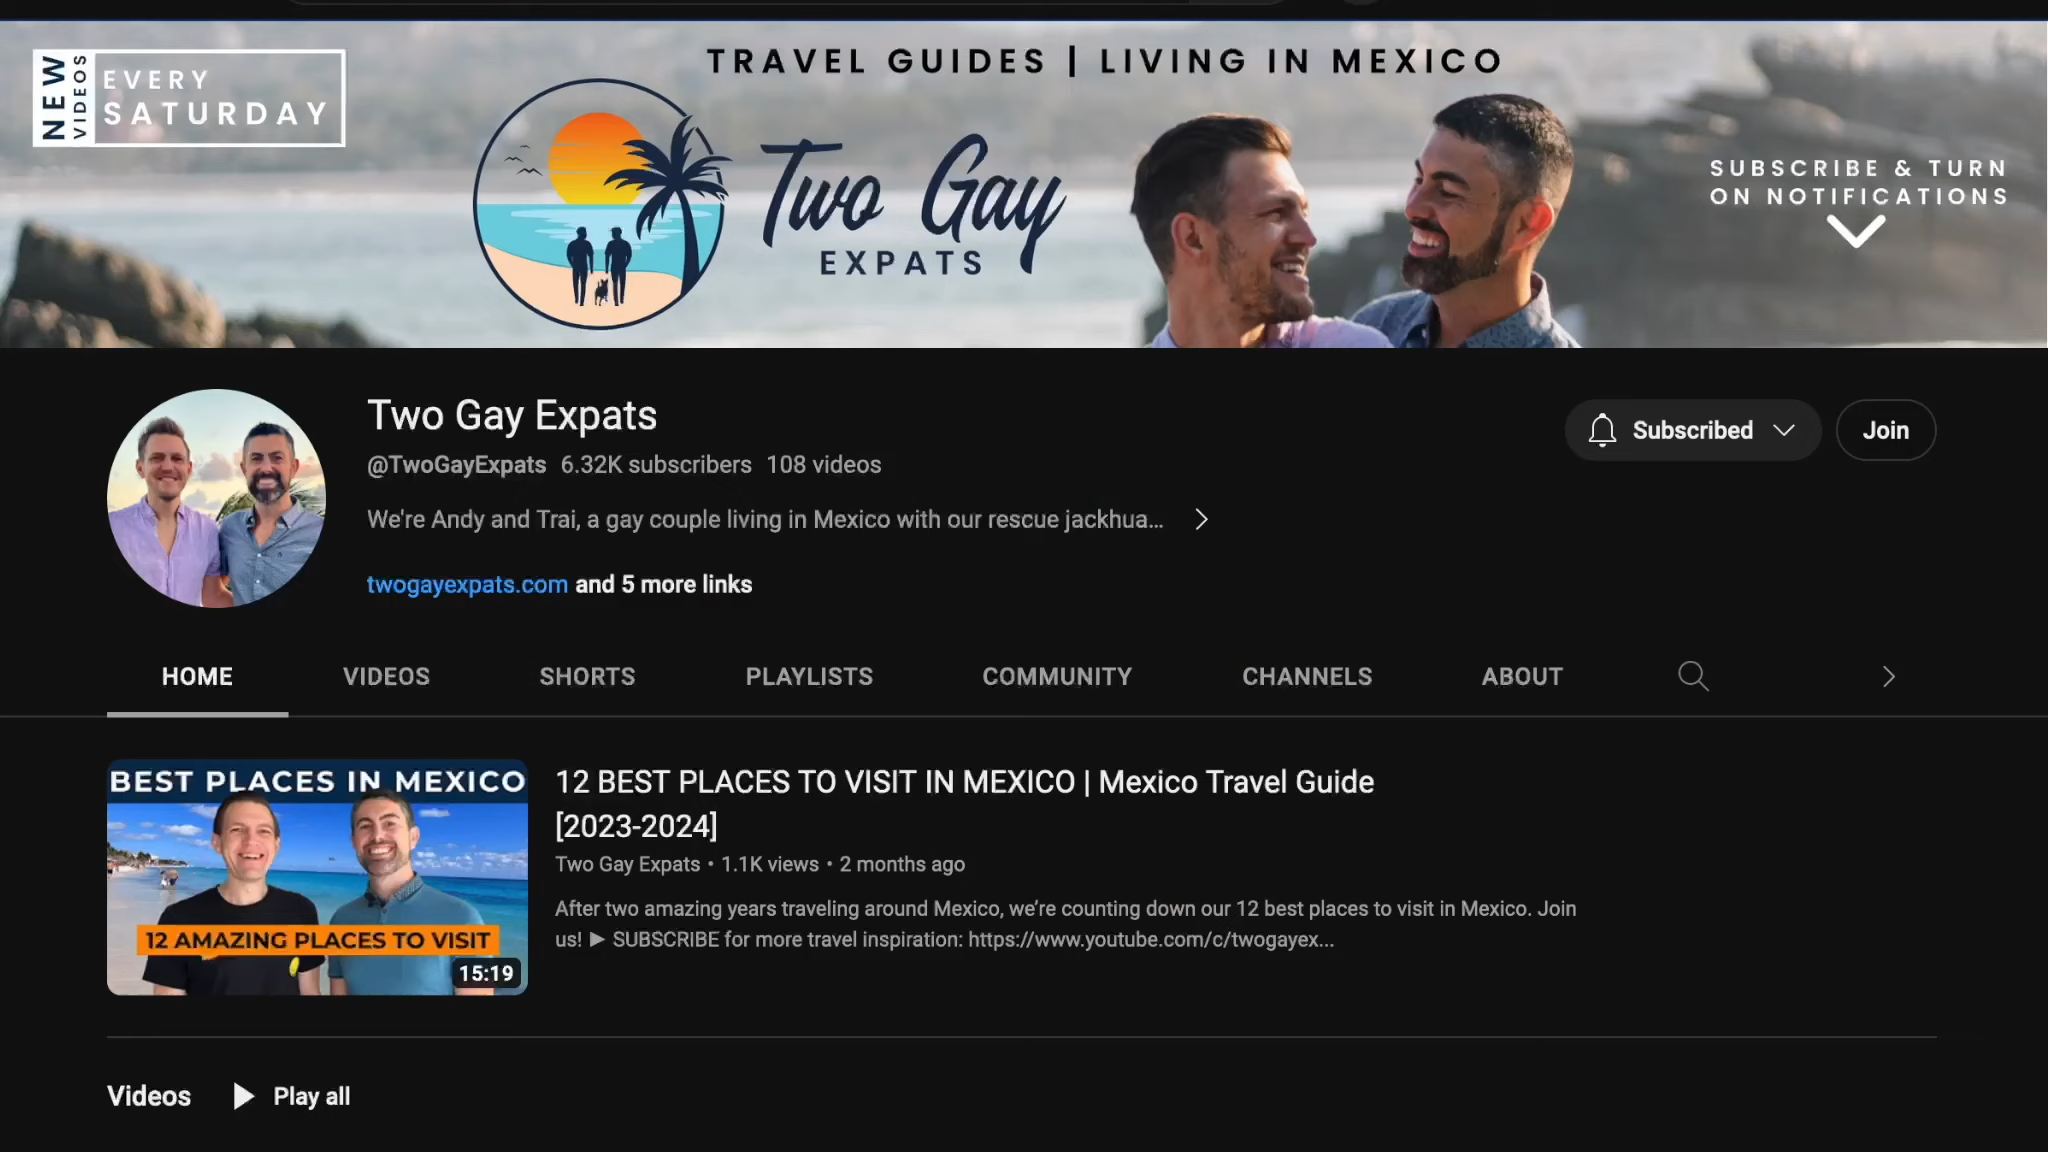 NEW
VIDEOS
EVERY
SATURDAY
TRAVEL GUIDES | LIVING IN MEXICO
Two Gay
EXPATS
SUBSCRIBE & TURN
ON NOTIFICATIONS
Two Gay Expats
@TwoGayExpats 6.32K subscribers 108 videos
We're Andy and Trai, a gay couple living in Mexico with our rescue jackhua...
twogayexpats.com and 5 more links
Subscribed
Join
HOME VIDEOS SHORTS PLAYLISTS COMMUNITY CHANNELS ABOUT
BEST PLACES IN MEXICO
12 AMAZING PLACES TO VISIT
15:19
12 BEST PLACES TO VISIT IN MEXICO | Mexico Travel Guide
[2023-2024]
Two Gay Expats • 1.1K views • 2 months ago
After two amazing years traveling around Mexico, we’re counting down our 12 best places to visit in Mexico. Join
us! ► SUBSCRIBE for more travel inspiration: https://www.youtube.com/c/twogayex...
Videos
Play all